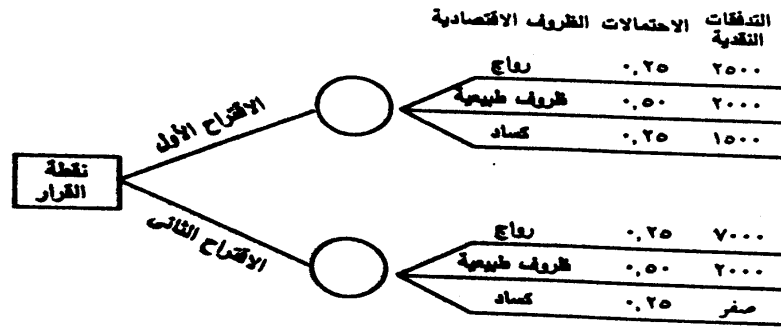 الظروف الاقتصادية الاحتمالات التدفقات النقدية
رواج ٠,٢٥ ٢٥٠٠
ظروف طبيعية ٠,٥٠ ٢٠٠٠
كساد ٠,٢٥ ١٥٠٠
الاقتراح الأول
نقطة
القرار
الاقتراح الثانى
رواج ٠,٢٥ ٧٠٠٠
ظروف طبيعية ٠,٥٠ ٢٠٠٠
كساد ٠,٢٥ صفر